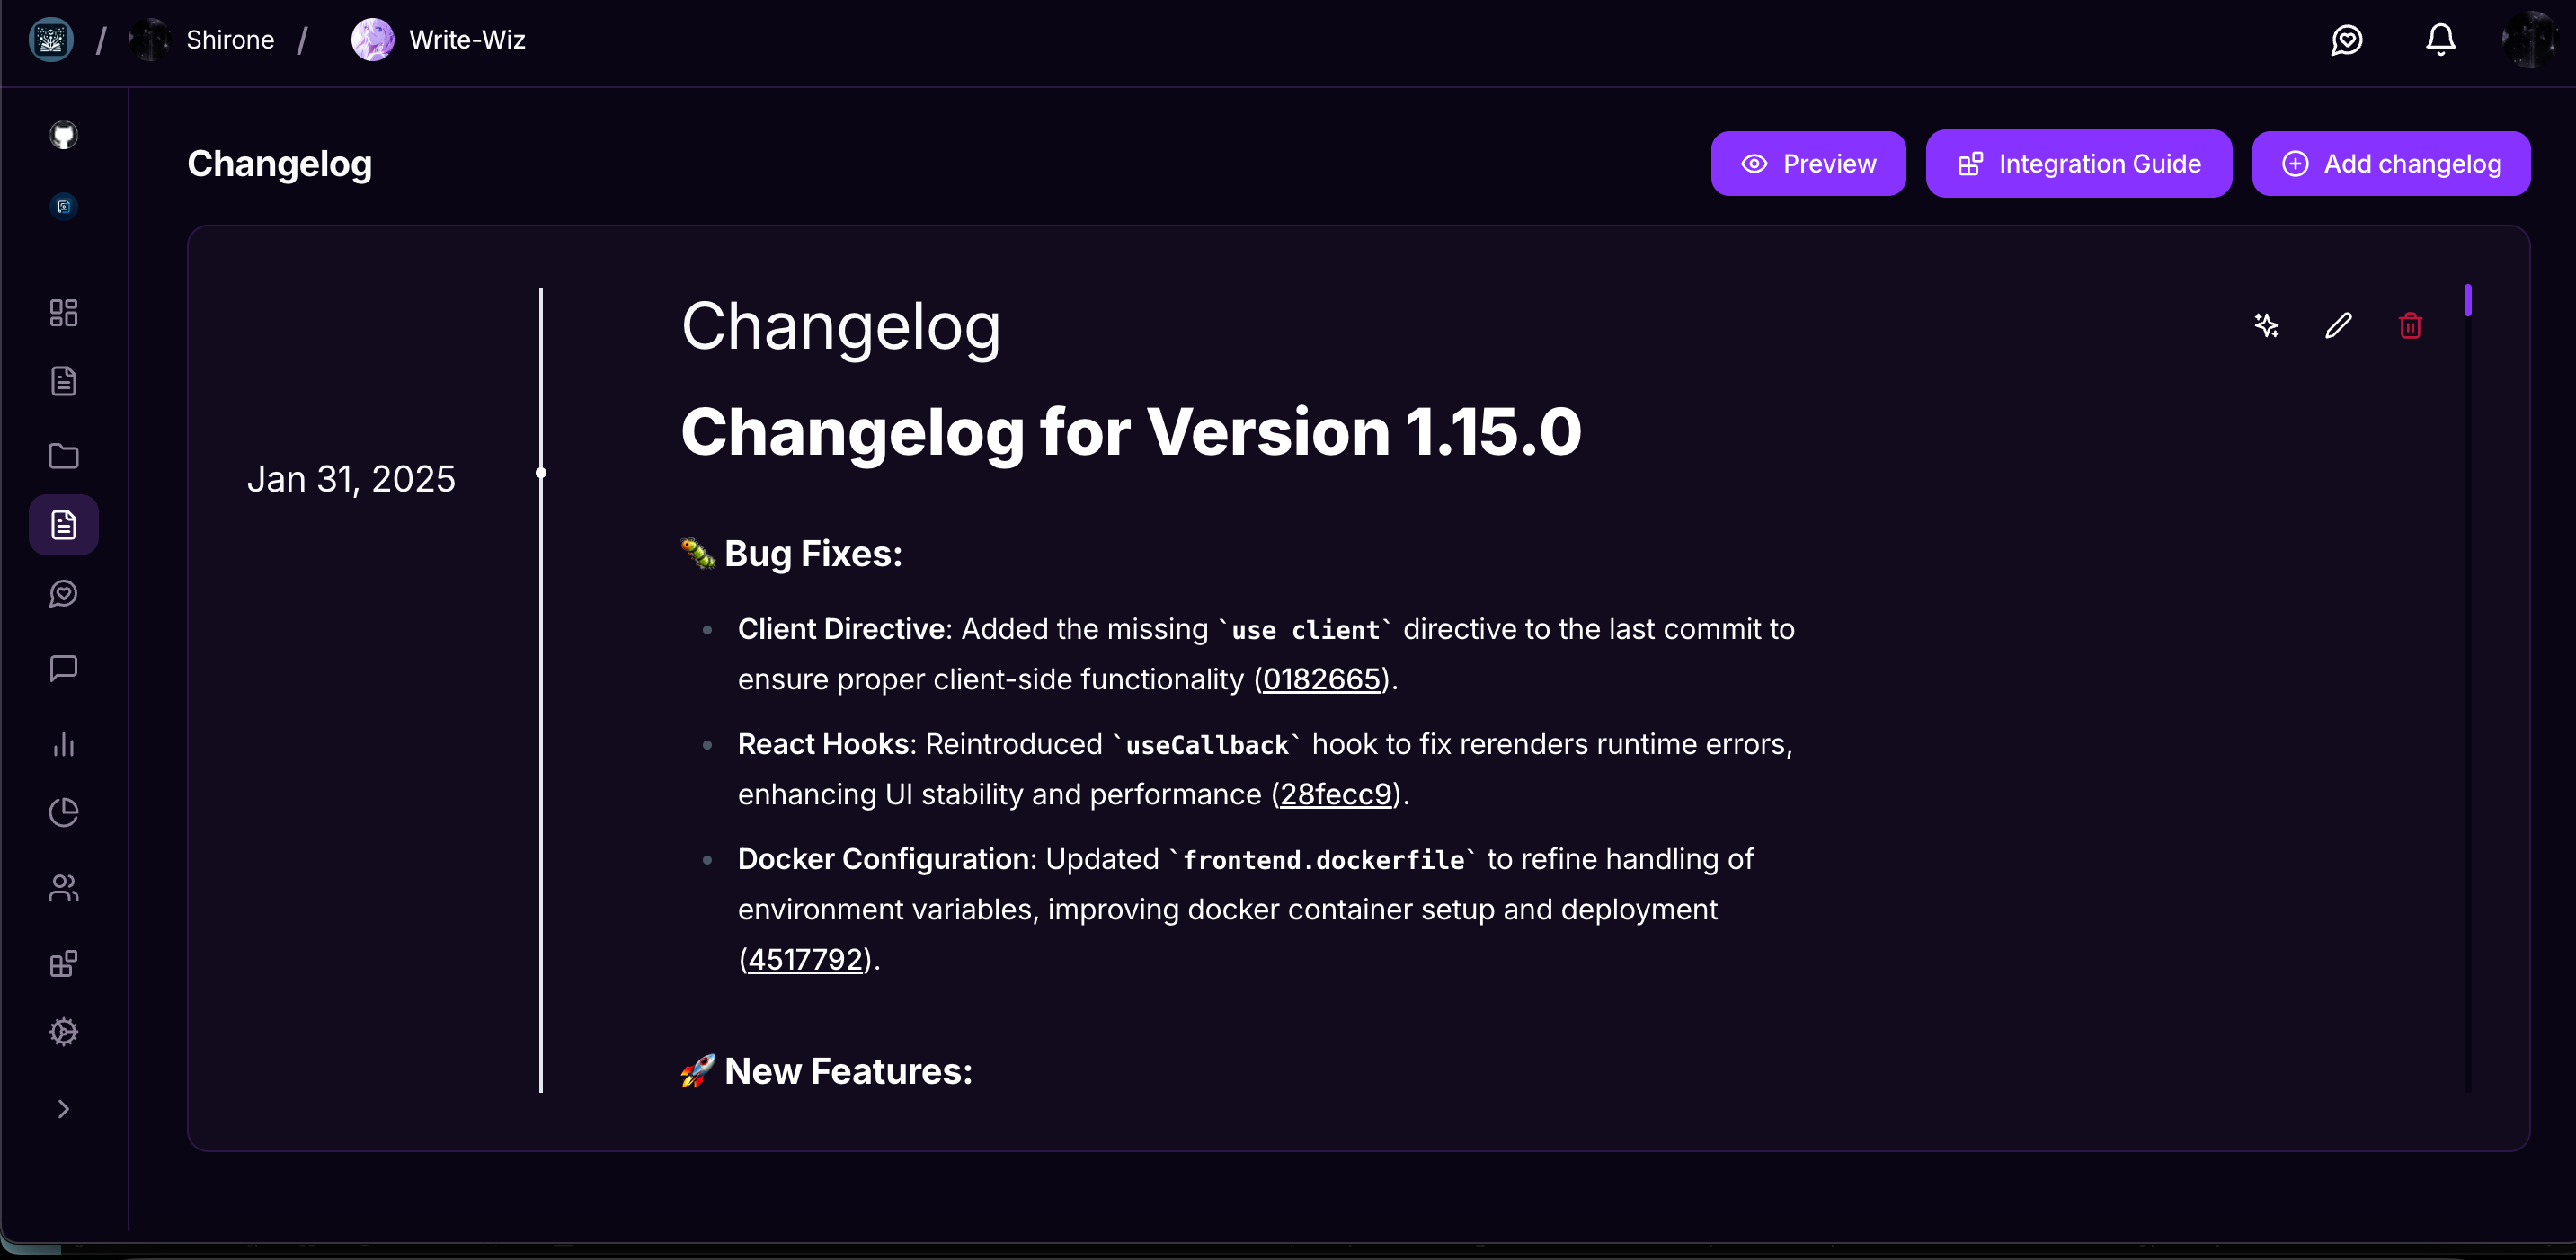 / Shirone / Write-Wiz
Changelog
Preview
Integration Guide
Add changelog
Jan 31, 2025
Changelog
Changelog for Version 1.15.0
🐛 Bug Fixes:
Client Directive: Added the missing `use client` directive to the last commit to
ensure proper client-side functionality (0182665).
React Hooks: Reintroduced `useCallback` hook to fix rerenders runtime errors,
enhancing UI stability and performance (28fecc9).
Docker Configuration: Updated `frontend.dockerfile` to refine handling of
environment variables, improving docker container setup and deployment
(4517792).
🚀 New Features: